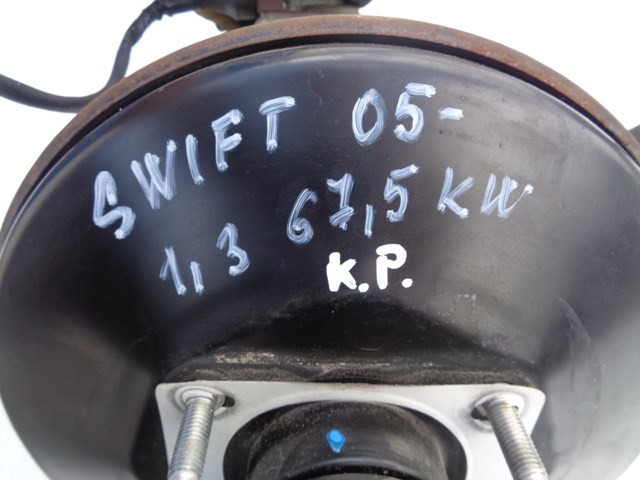 SWIFT 05-
1,3 67,5 KW
K.P.